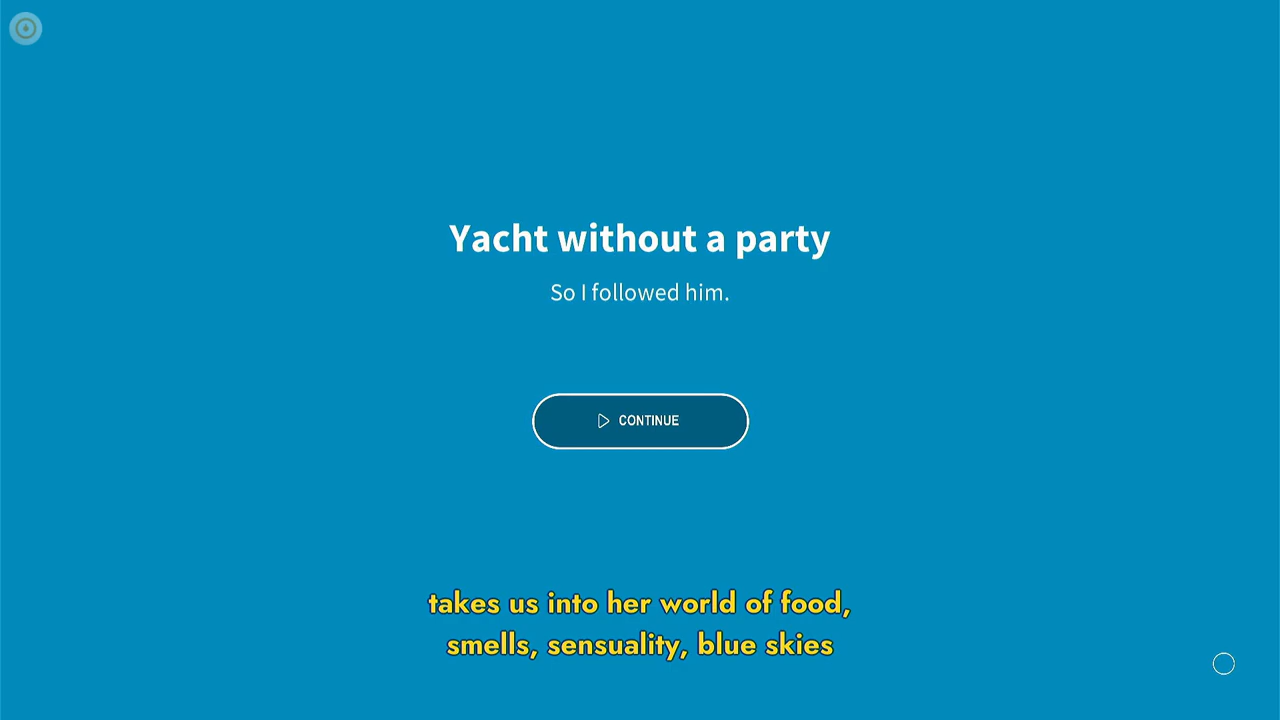 Yacht without a party
So I followed him.
CONTINUE
takes us into her world of food,
smells, sensuality, blue skies